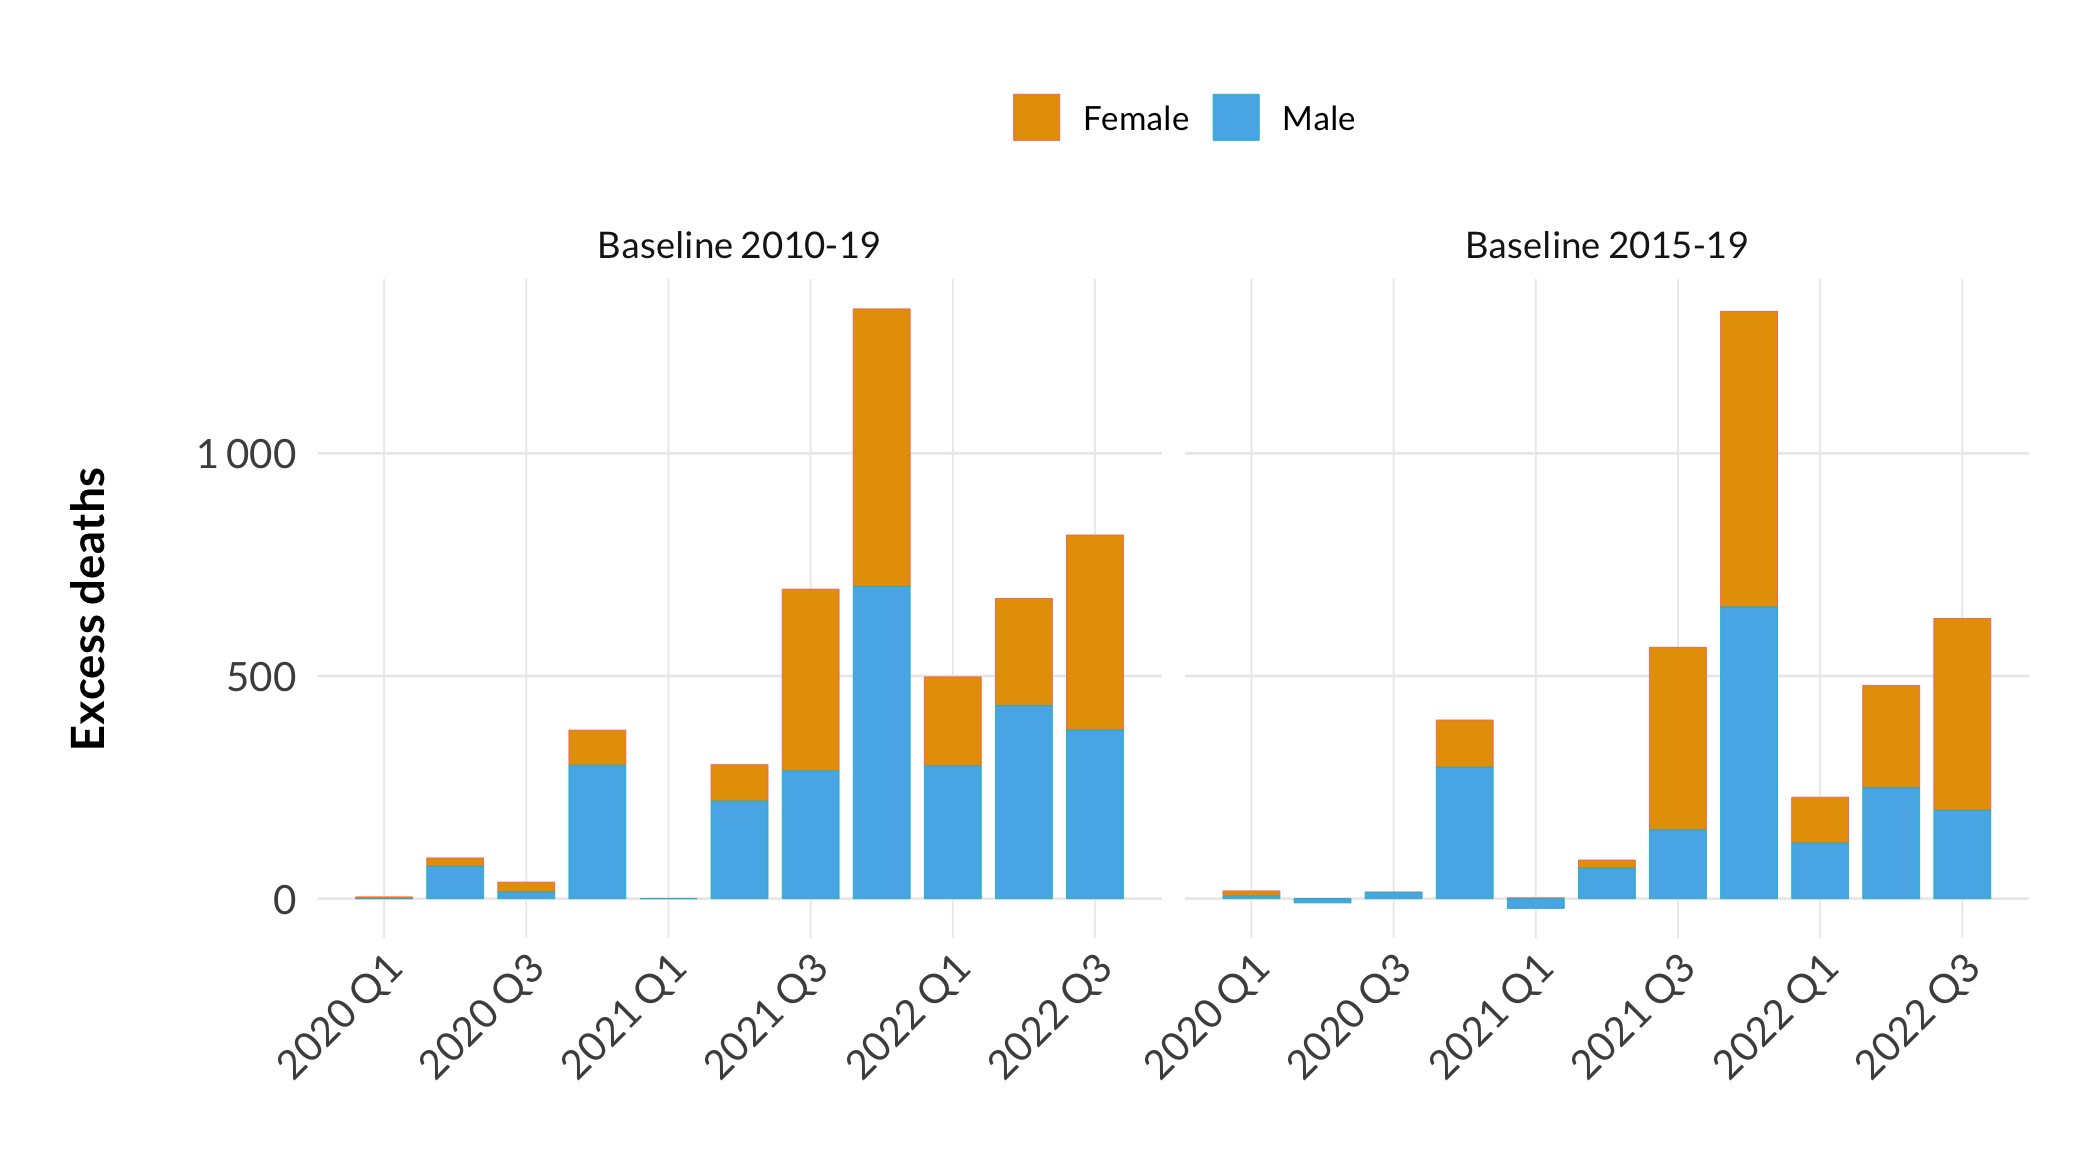 Female Male
Baseline 2010-19 Baseline 2015-19
Excess deaths
1 000
500
0
2020 Q1 2020 Q3 2021 Q1 2021 Q3 2022 Q1 2022 Q3 2020 Q1 2020 Q3 2021 Q1 2021 Q3 2022 Q1 2022 Q3